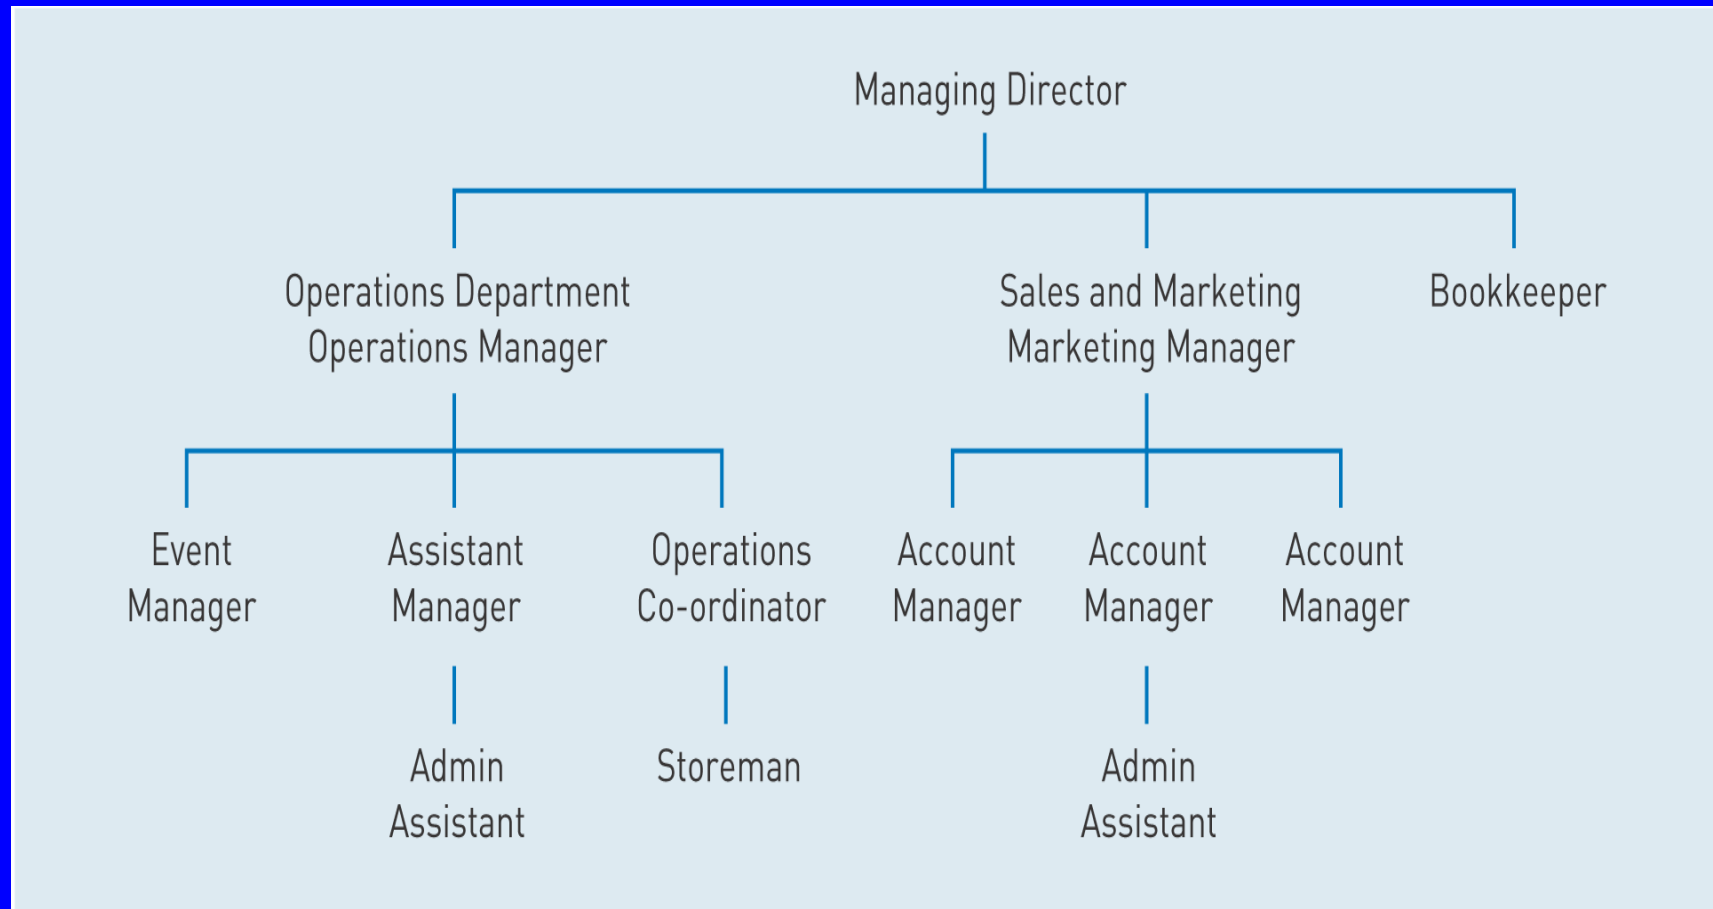 Managing Director
Operations Department
Operations Manager
Sales and Marketing
Marketing Manager
Bookkeeper
Event
Manager
Assistant
Manager
Operations
Co-ordinator
Account
Manager
Account
Manager
Account
Manager
Admin
Assistant
Storeman
Admin
Assistant